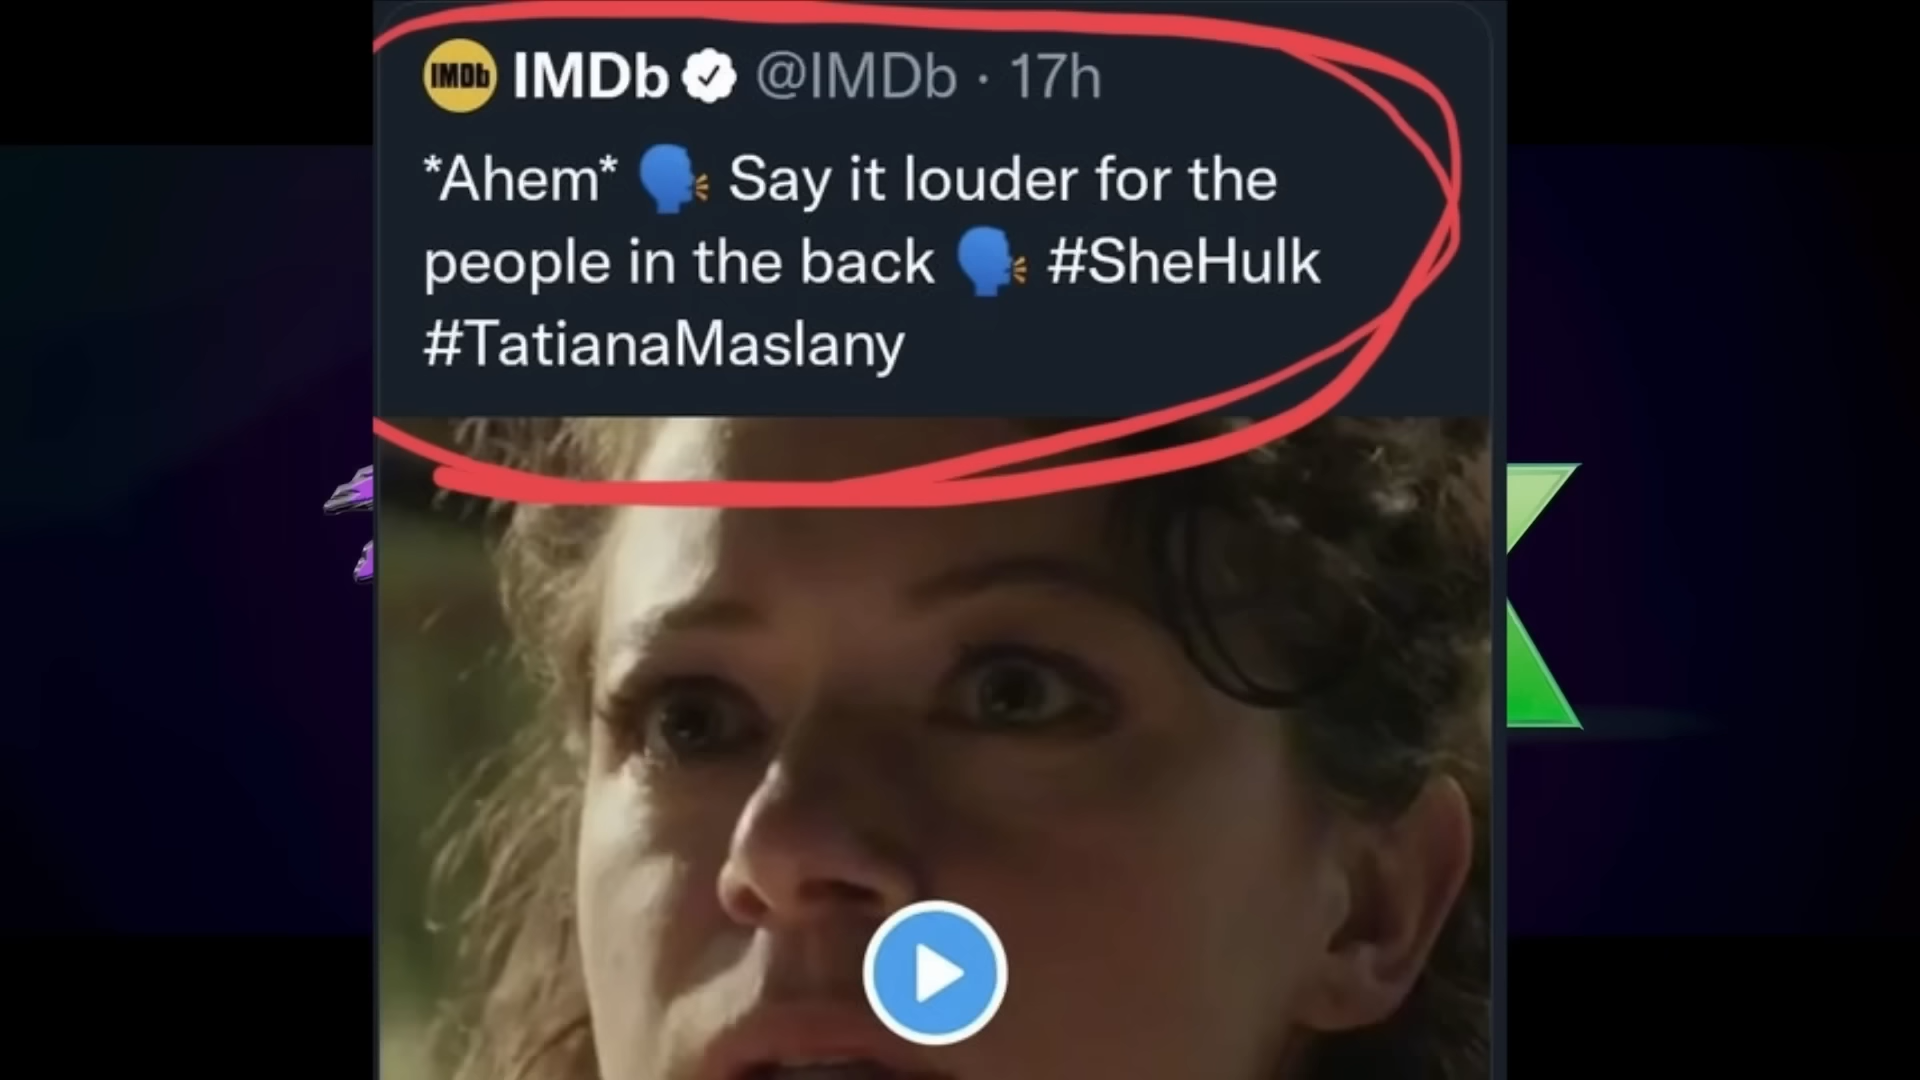 IMDb IMDb @IMDb · 17h
*Ahem* 🗣 Say it louder for the
people in the back 🗣 #SheHulk
#TatianaMaslany